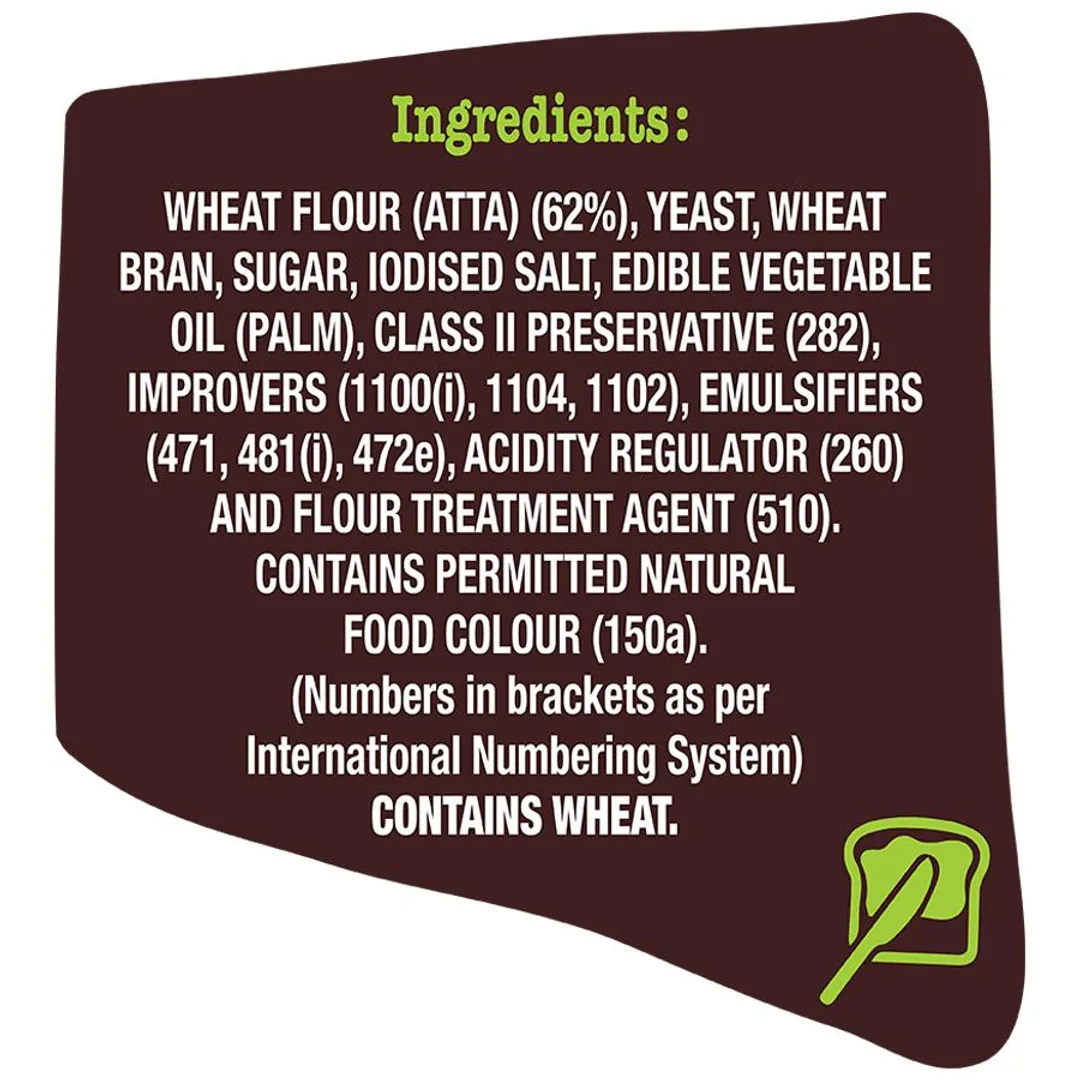 Ingredients:
WHEAT FLOUR (ATTA) (62%), YEAST, WHEAT
BRAN, SUGAR, IODISED SALT, EDIBLE VEGETABLE
OIL (PALM), CLASS II PRESERVATIVE (282),
IMPROVERS (1100(i), 1104, 1102), EMULSIFIERS
(471, 481(i), 472e), ACIDITY REGULATOR (260)
AND FLOUR TREATMENT AGENT (510).
CONTAINS PERMITTED NATURAL
FOOD COLOUR (150a).
(Numbers in brackets as per
International Numbering System)
CONTAINS WHEAT.